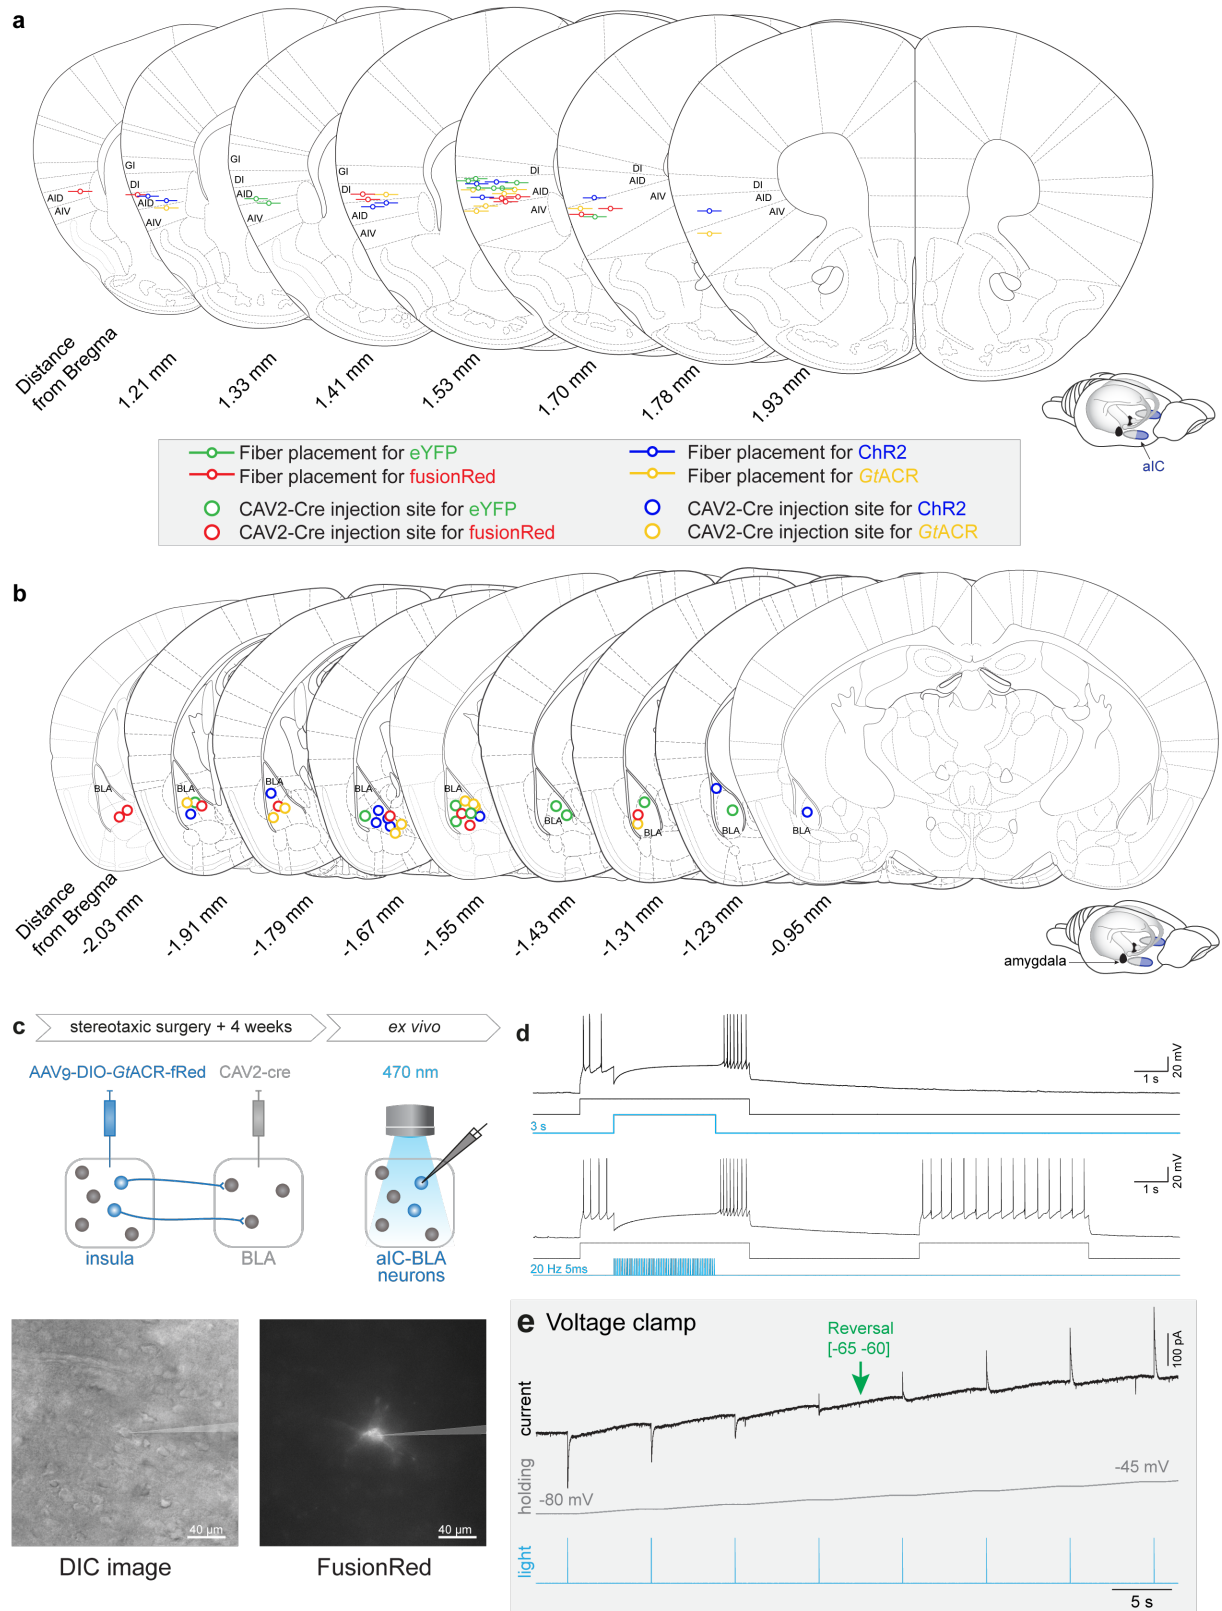 a
GI
DI
AID
AIV
DI
AID
AIV
GI
DI
AID
AIV
DI
AID
AIV
DI
AID
AIV
DI
AID
AIV
Distance
from Bregma
1.21 mm
1.33 mm
1.41 mm
1.53 mm
1.70 mm
1.78 mm
1.93 mm
aIC
Fiber placement for eYFP
Fiber placement for fusionRed
CAV2-Cre injection site for eYFP
CAV2-Cre injection site for fusionRed
Fiber placement for ChR2
Fiber placement for GtACR
CAV2-Cre injection site for ChR2
CAV2-Cre injection site for GtACR
b
BLA
BLA
BLA
BLA
BLA
BLA
BLA
BLA
BLA
Distance
from Bregma
-2.03 mm
-1.91 mm
-1.79 mm
-1.67 mm
-1.55 mm
-1.43 mm
-1.31 mm
-1.23 mm
-0.95 mm
amygdala
c
stereotaxic surgery + 4 weeks
ex vivo
AAV9-DIO-GtACR-fRed
CAV2-cre
470 nm
insula
BLA
aIC-BLA
neurons
40 µm
DIC image
40 µm
FusionRed
d
1 s
20 mV
3 s
1 s
20 mV
20 Hz 5ms
e Voltage clamp
Reversal
[-65 -60]
100 pA
current
holding
-80 mV
-45 mV
light
5 s